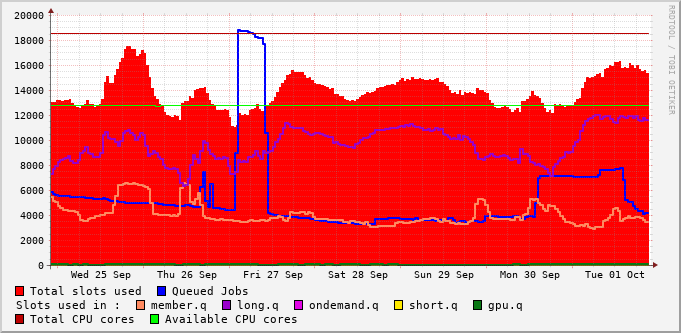 20000
18000
16000
14000
12000
10000
8000
6000
4000
2000
0
Wed 25 Sep Thu 26 Sep Fri 27 Sep Sat 28 Sep Sun 29 Sep Mon 30 Sep Tue 01 Oct
Total slots used Queued Jobs
Slots used in : member.q long.q ondemand.q short.q gpu.q
Total CPU cores Available CPU cores
RRDTOOL / TOBI OETIKER